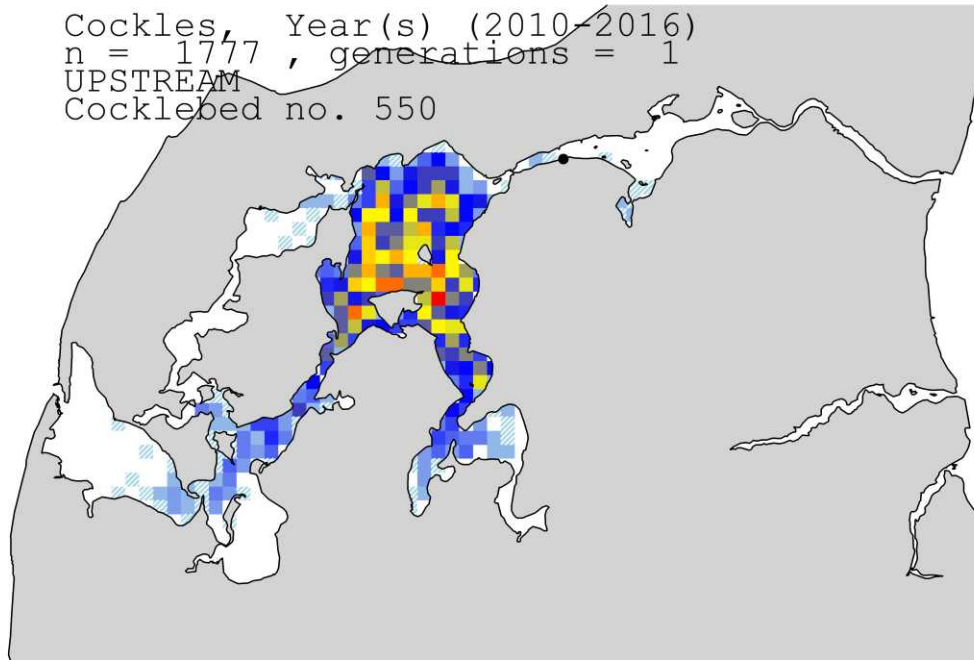 Cockles, Year(s) (2010-2016)
n = 1777 , generations = 1
UPSTREAM
Cocklebed no. 550